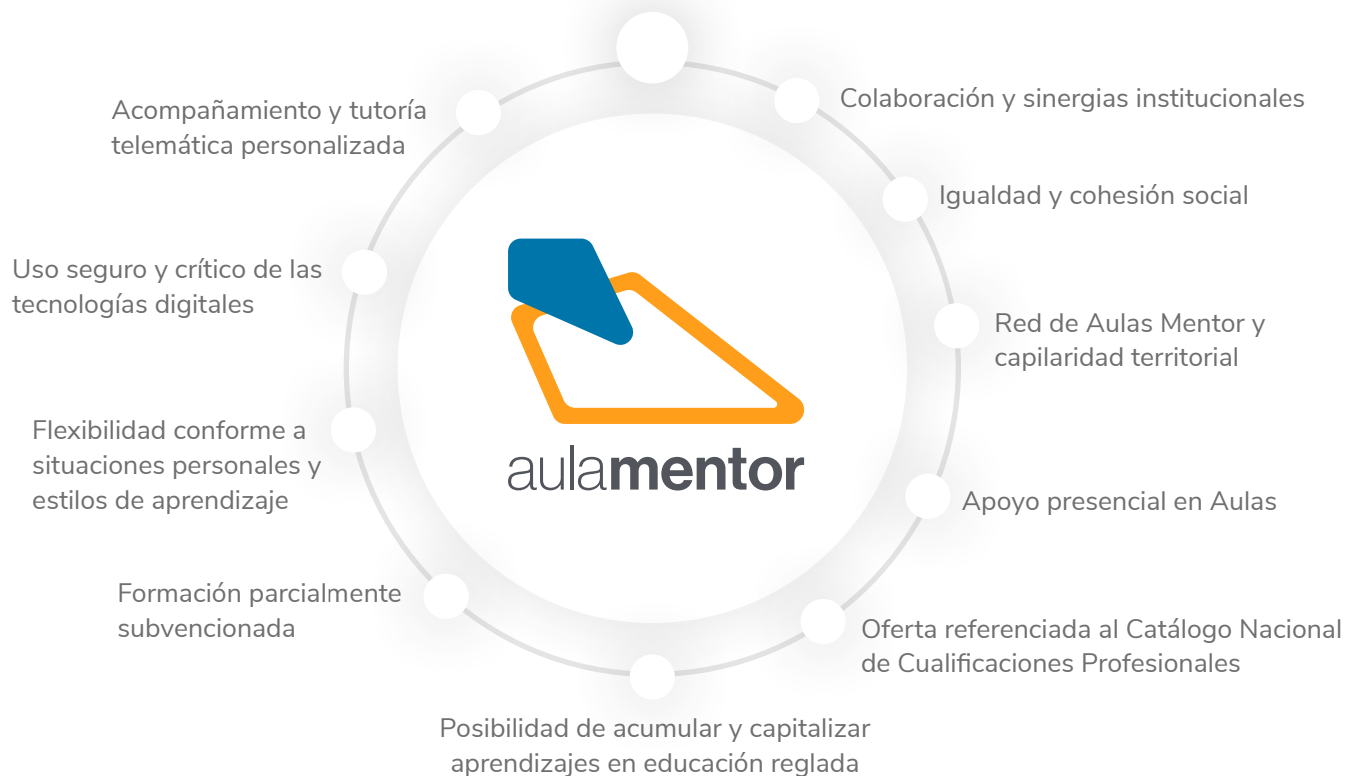 Colaboración y sinergias institucionales
Igualdad y cohesión social
Red de Aulas Mentor y
capilaridad territorial
Apoyo presencial en Aulas
Oferta referenciada al Catálogo Nacional
de Cualificaciones Profesionales
Posibilidad de acumular y capitalizar
aprendizajes en educación reglada
Formación parcialmente
subvencionada
Flexibilidad conforme a
situaciones personales y
estilos de aprendizaje
Uso seguro y crítico de las
tecnologías digitales
Acompañamiento y tutoría
telemática personalizada
aulamentor